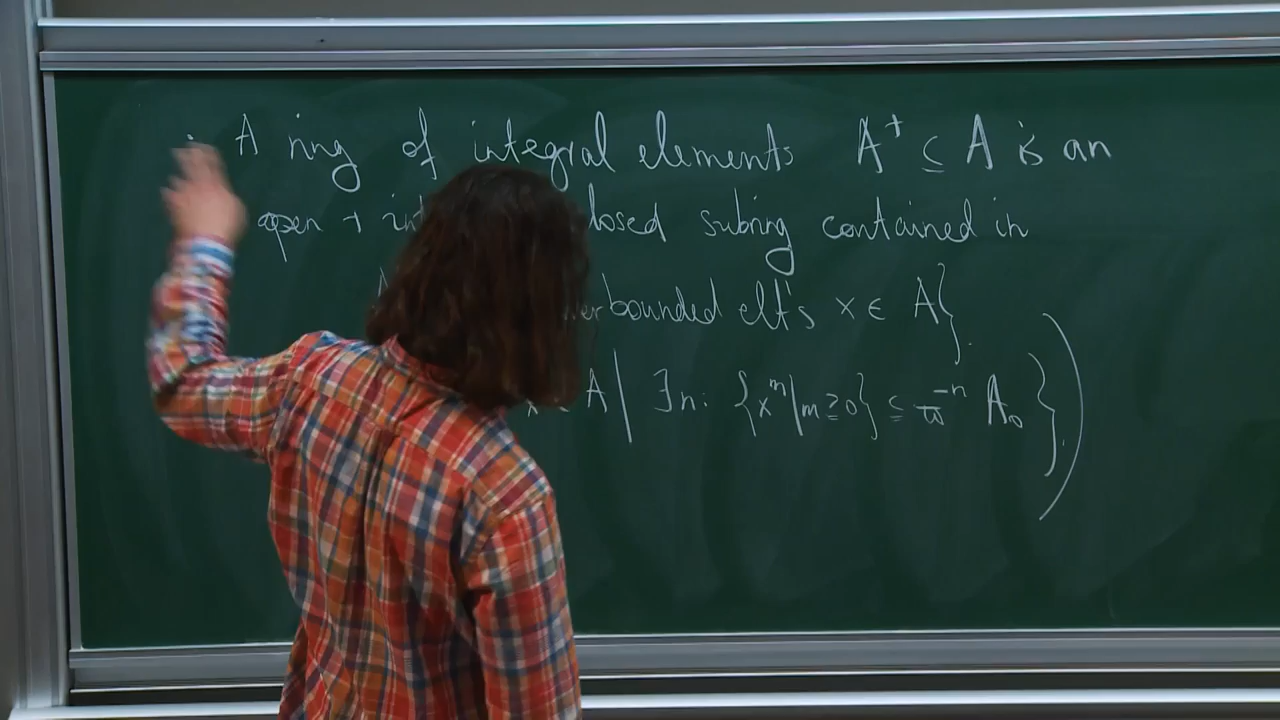 · A ring of integral elements A⁺ ⊆ A is an
open + int losed subring contained in
erbounded elt's x ∈ A}.
A | ∃n: {xᵐ | m ≥ 0} ⊆ ϖ⁻ⁿ A₀ })